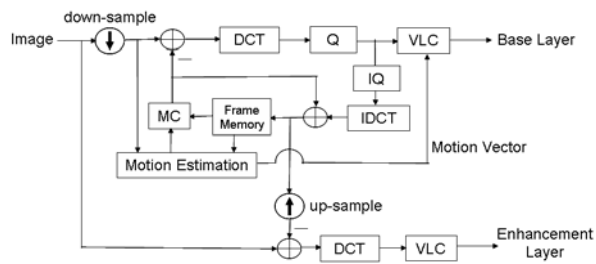 down-sample
Image
DCT
Q
VLC
Base Layer
IQ
MC
Frame
Memory
IDCT
Motion Estimation
Motion Vector
up-sample
DCT
VLC
Enhancement
Layer